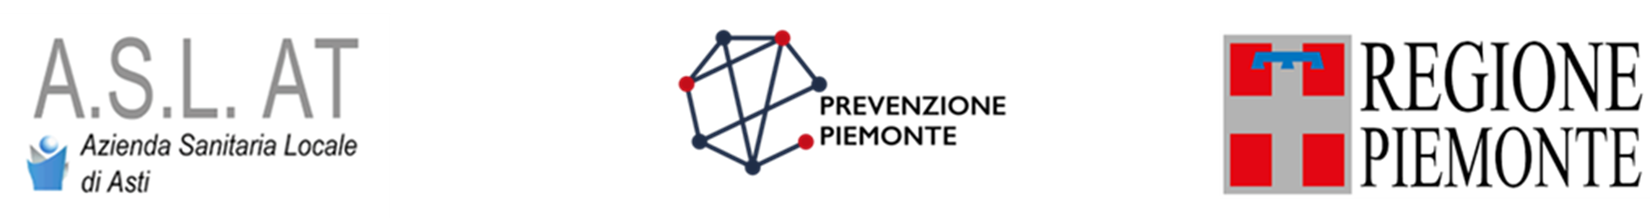 A.S.L. AT
Azienda Sanitaria Locale
di Asti
PREVENZIONE
PIEMONTE
REGIONE
PIEMONTE